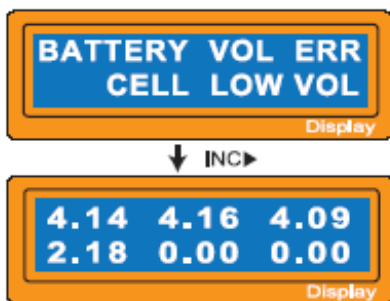 BATTERY VOL ERR
CELL LOW VOL
Display
INC▶
4.14 4.16 4.09
2.18 0.00 0.00
Display